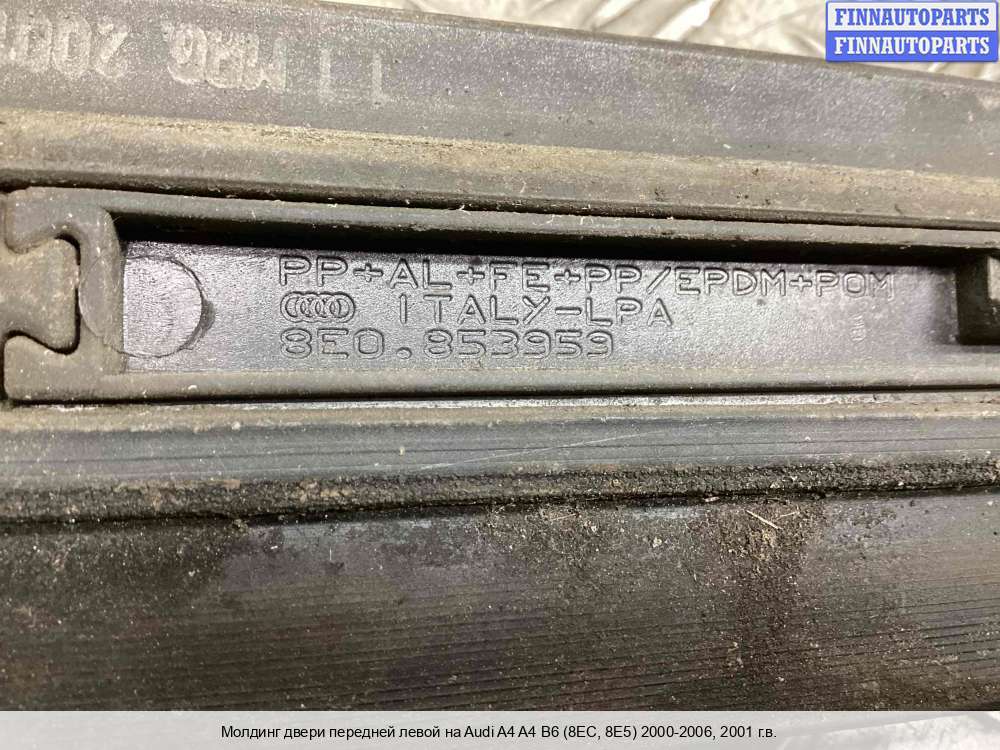 FINNAUTOPARTS
FINNAUTOPARTS
PP+AL+FE+PP/EPDM+POM
ITALY-LPA
8E0.853959
Молдинг двери передней левой на Audi A4 A4 B6 (8EC, 8E5) 2000-2006, 2001 г.в.